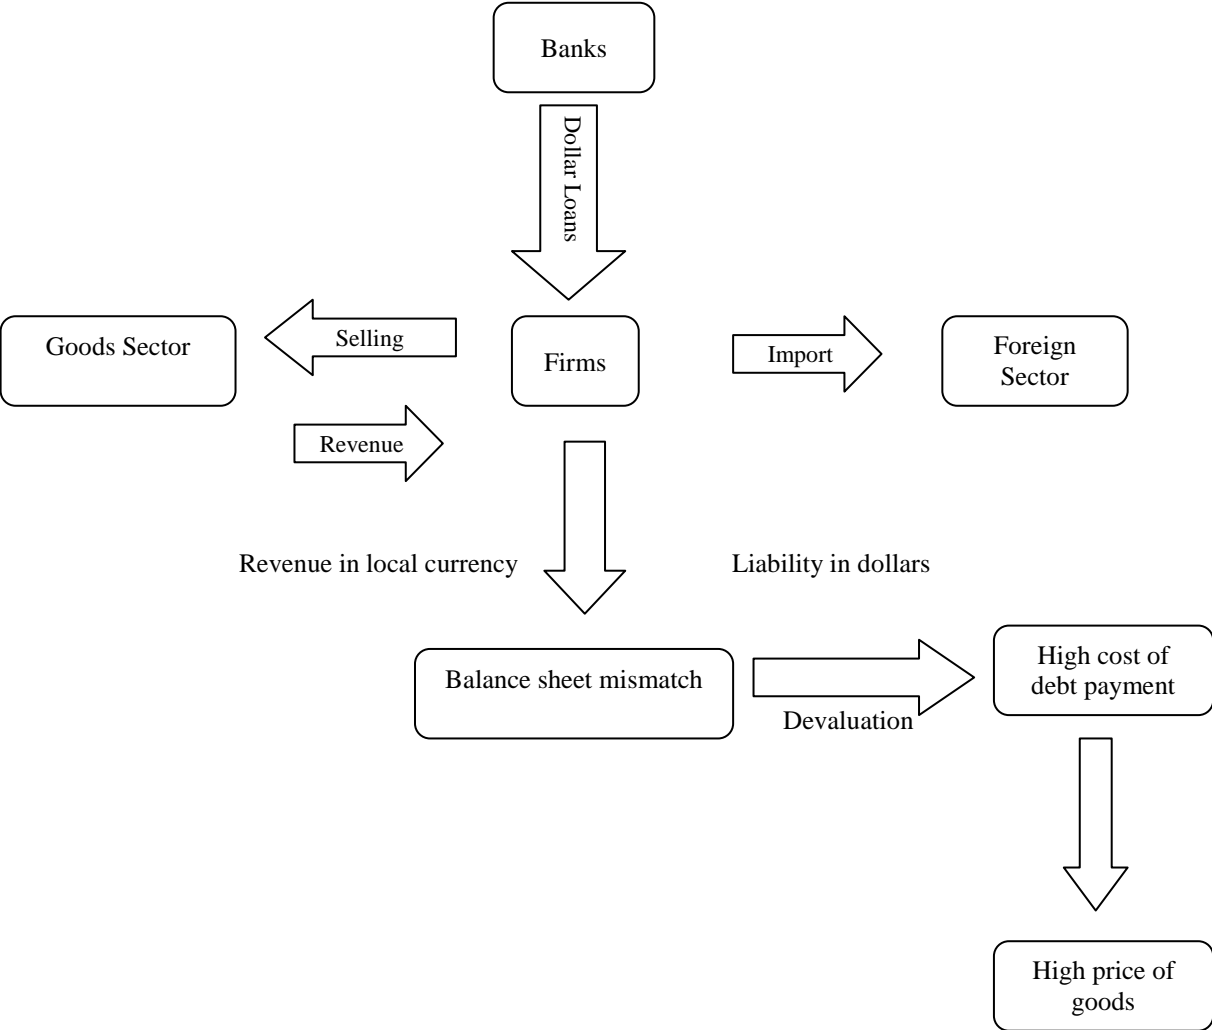 Banks
Dollar Loans
Goods Sector
Selling
Firms
Import
Foreign
Sector
Revenue
Revenue in local currency
Liability in dollars
Balance sheet mismatch
Devaluation
High cost of
debt payment
High price of
goods